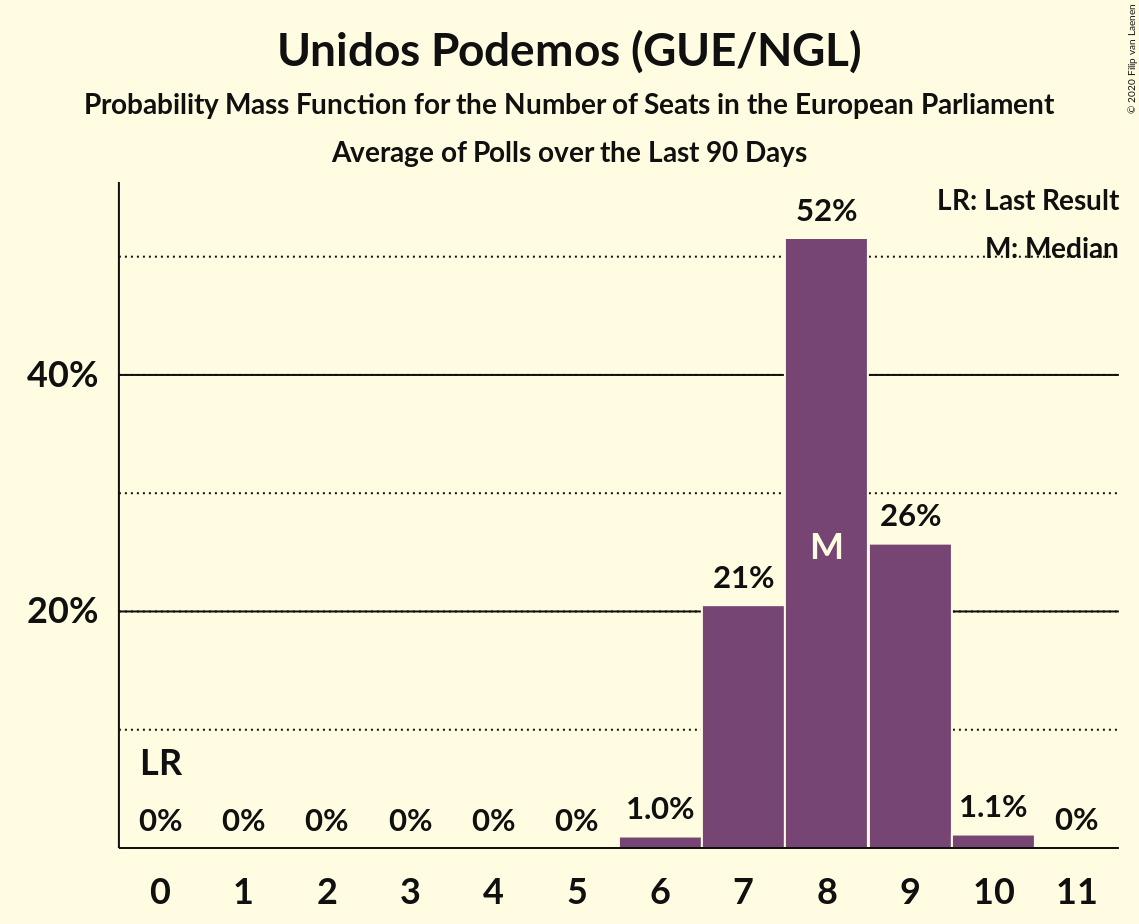 Unidos Podemos (GUE/NGL)
Probability Mass Function for the Number of Seats in the European Parliament
Average of Polls over the Last 90 Days
© 2020 Filip van Laenen
LR: Last Result
M: Median
52%
40%
26%
M
21%
20%
LR
0% 0% 0% 0% 0% 0% 1.0% 1.1% 0%
0 1 2 3 4 5 6 7 8 9 10 11